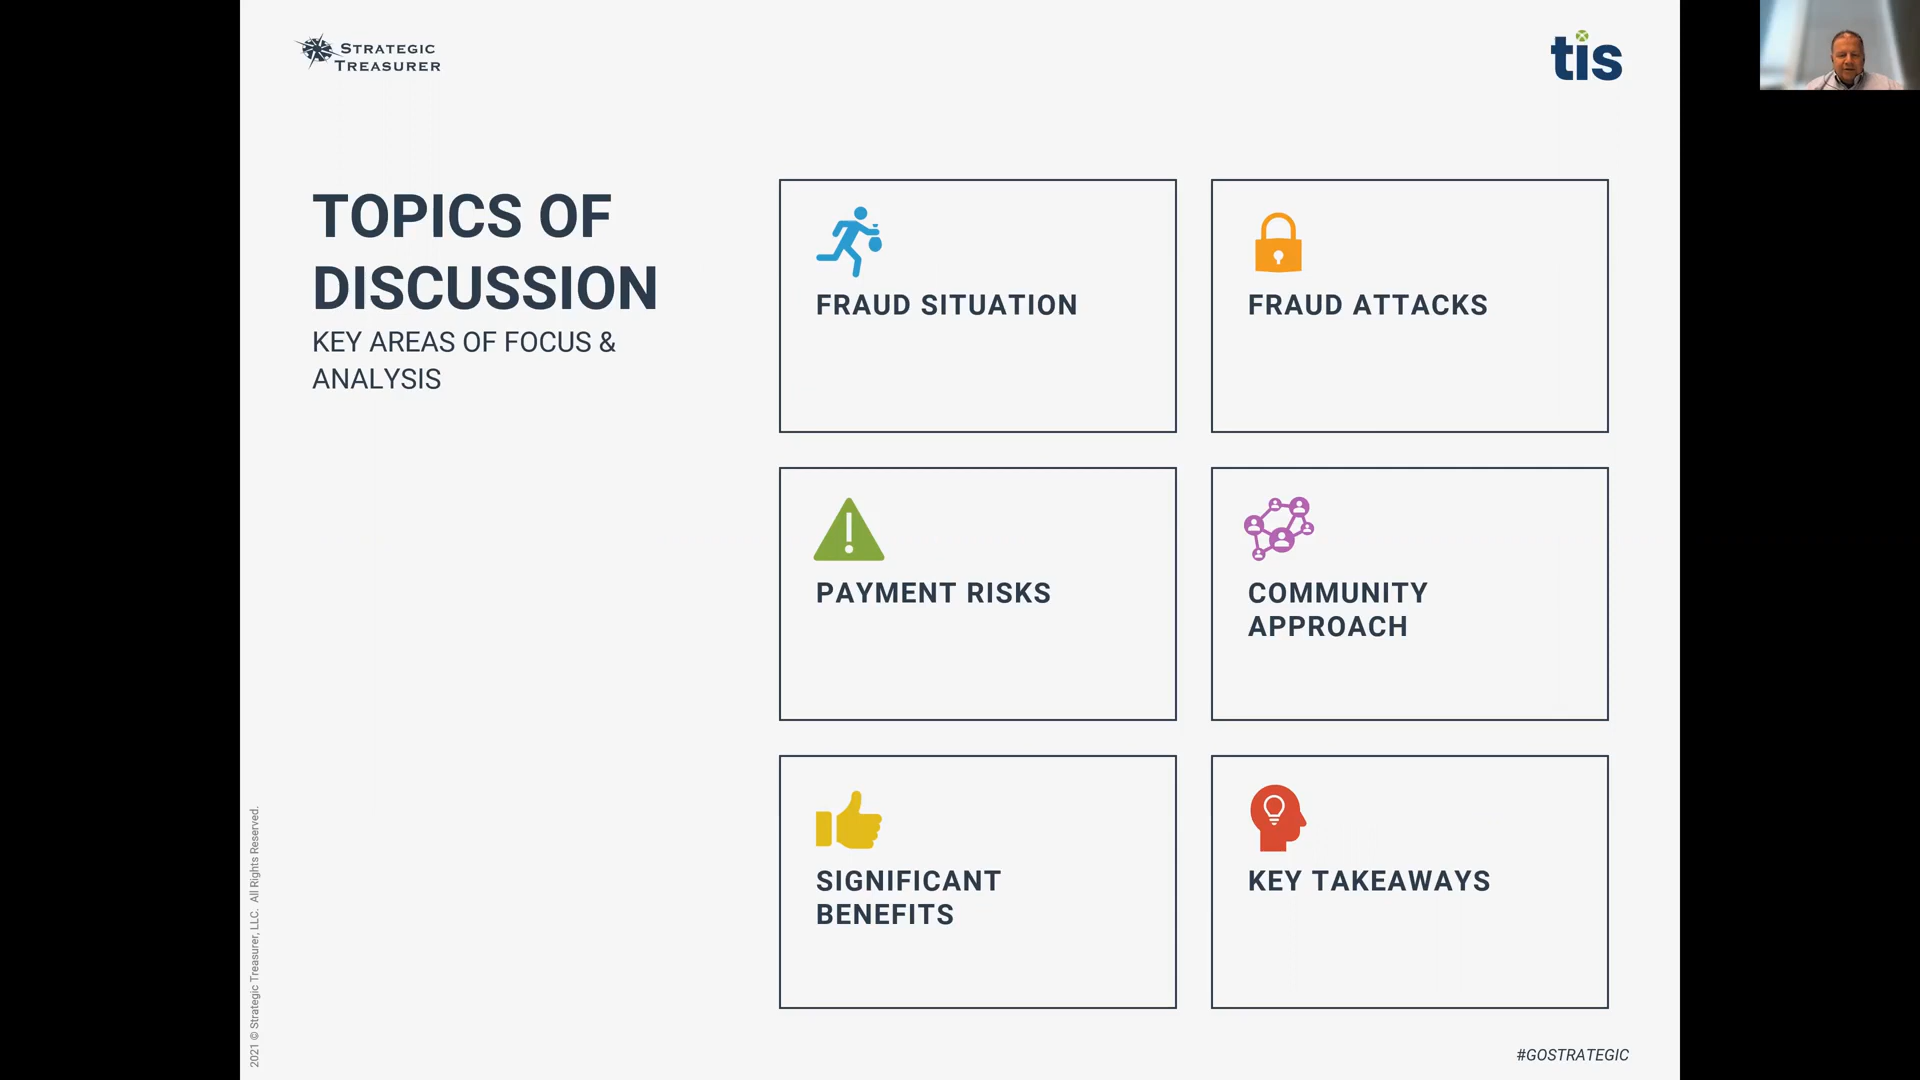 STRATEGIC
TREASURER
tis
TOPICS OF
DISCUSSION
KEY AREAS OF FOCUS &
ANALYSIS
FRAUD SITUATION
FRAUD ATTACKS
PAYMENT RISKS
COMMUNITY
APPROACH
SIGNIFICANT
BENEFITS
KEY TAKEAWAYS
2021 © Strategic Treasurer, LLC. All Rights Reserved.
#GOSTRATEGIC